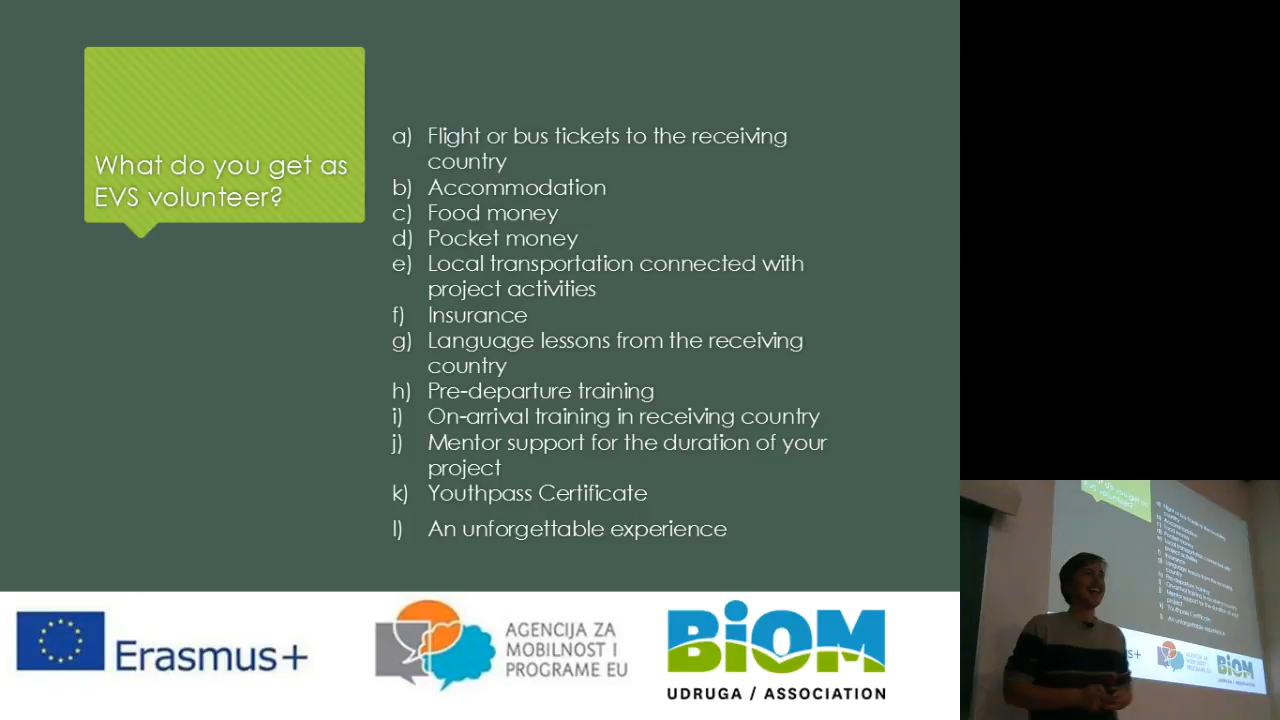 What do you get as
EVS volunteer?
a) Flight or bus tickets to the receiving
country
b) Accommodation
c) Food money
d) Pocket money
e) Local transportation connected with
project activities
f) Insurance
g) Language lessons from the receiving
country
h) Pre-departure training
i) On-arrival training in receiving country
j) Mentor support for the duration of your
project
k) Youthpass Certificate
l) An unforgettable experience
Erasmus+
AGENCIJA ZA
MOBILNOST I
PROGRAME EU
BiOM
UDRUGA / ASSOCIATION